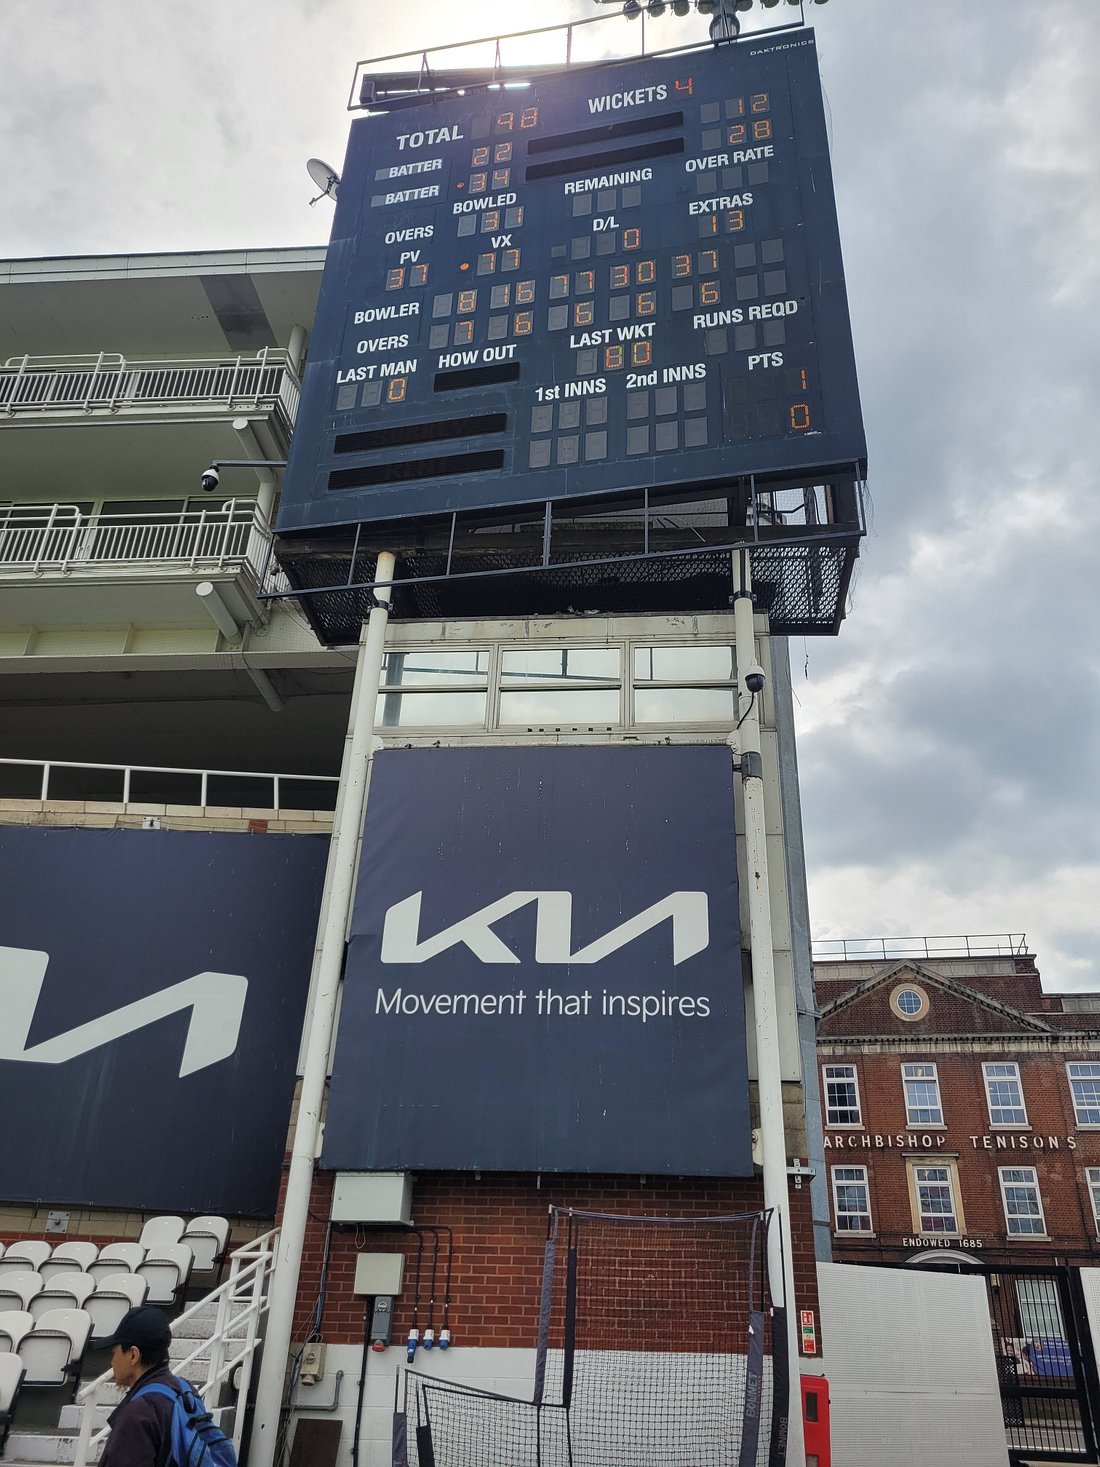 DAKTRONICS
TOTAL 98 WICKETS 4
BATTER 22 12
BATTER 34 28
BOWLED REMAINING OVER RATE
OVERS 31 D/L EXTRAS
PV VX 0 13
37 77
BOWLER 8 16 77 30 37
OVERS 7 6 6 6 6
LAST MAN HOW OUT LAST WKT RUNS REQD
0 80
1st INNS 2nd INNS PTS
1
0
KIA
Movement that inspires
ARCHBISHOP TENISONS
ENDOWED 1685